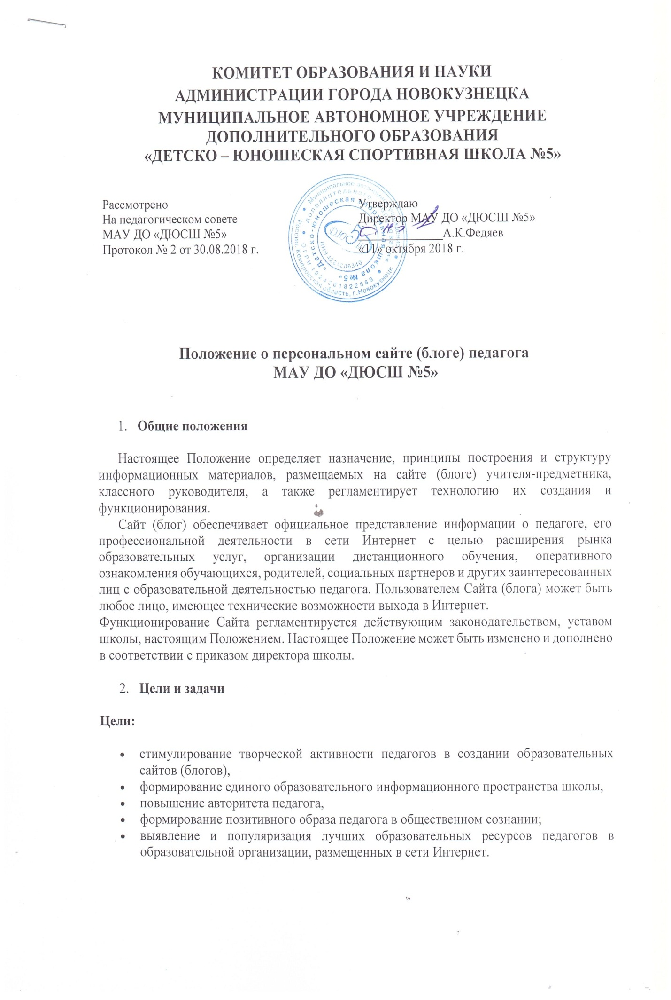 КОМИТЕТ ОБРАЗОВАНИЯ И НАУКИ
АДМИНИСТРАЦИИ ГОРОДА НОВОКУЗНЕЦКА
МУНИЦИПАЛЬНОЕ АВТОНОМНОЕ УЧРЕЖДЕНИЕ
ДОПОЛНИТЕЛЬНОГО ОБРАЗОВАНИЯ
«ДЕТСКО – ЮНОШЕСКАЯ СПОРТИВНАЯ ШКОЛА №5»
Рассмотрено
На педагогическом совете
МАУ ДО «ДЮСШ №5»
Протокол № 2 от 30.08.2018 г.
Утверждаю
Директор МАУ ДО «ДЮСШ №5»
А.К.Федяев
«11» октября 2018 г.
Муниципальное автономное учреждение
Россия, Кемеровская область, г.Новокузнецк
дополнительного образования
ОГРН 1024201822589
"Детско-юношеская спортивная школа №5"
Положение о персональном сайте (блоге) педагога
МАУ ДО «ДЮСШ №5»
1. Общие положения
Настоящее Положение определяет назначение, принципы построения и структуру
информационных материалов, размещаемых на сайте (блоге) учителя-предметника,
классного руководителя, а также регламентирует технологию их создания и
функционирования.
Сайт (блог) обеспечивает официальное представление информации о педагоге, его
профессиональной деятельности в сети Интернет с целью расширения рынка
образовательных услуг, организации дистанционного обучения, оперативного
ознакомления обучающихся, родителей, социальных партнеров и других заинтересованных
лиц с образовательной деятельностью педагога. Пользователем Сайта (блога) может быть
любое лицо, имеющее технические возможности выхода в Интернет.
Функционирование Сайта регламентируется действующим законодательством, уставом
школы, настоящим Положением. Настоящее Положение может быть изменено и дополнено
в соответствии с приказом директора школы.
2. Цели и задачи
Цели:
• стимулирование творческой активности педагогов в создании образовательных
сайтов (блогов),
• формирование единого образовательного информационного пространства школы,
• повышение авторитета педагога,
• формирование позитивного образа педагога в общественном сознании;
• выявление и популяризация лучших образовательных ресурсов педагогов в
образовательной организации, размещенных в сети Интернет.